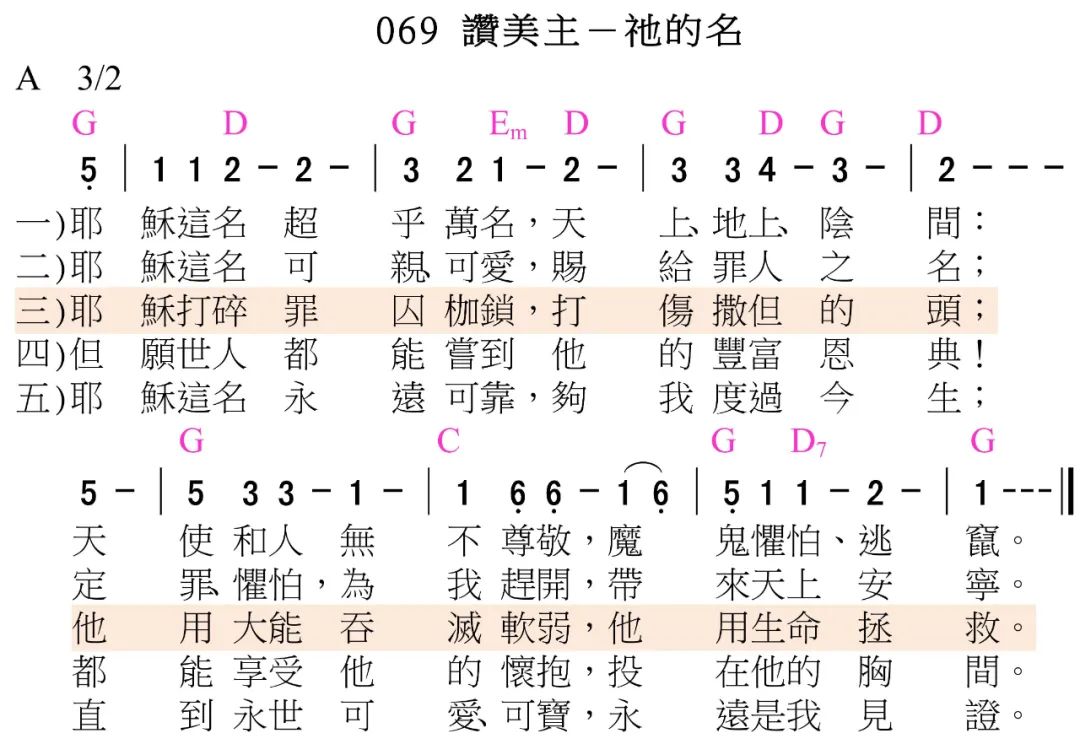 069 讚美主－祂的名
A 3/2
G D G Em D G D G D
5̣ | 1 1 2 – 2 – | 3 2 1 – 2 – | 3 3 4 – 3 – | 2 – – –
一)耶 穌這名 超 乎 萬名，天 上、地上、陰 間：
二)耶 穌這名 可 親、可愛，賜 給 罪人 之 名；
三)耶 穌打碎 罪 囚 枷鎖，打 傷 撒但 的 頭；
四)但 願世人 都 能 嘗到 他 的 豐富 恩 典！
五)耶 穌這名 永 遠 可靠，夠 我 度過 今 生；
G C G D7 G
5 – | 5 3 3 – 1 – | 1 6̣ 6̣ – 1 6̣ | 5̣ 1 1 – 2 – | 1 - - - ‖
天 使 和人 無 不 尊敬，魔 鬼懼怕、逃 竄。
定 罪、懼怕，為 我 趕開，帶 來天上 安 寧。
他 用 大能 吞 滅 軟弱，他 用生命 拯 救。
都 能 享受 他 的 懷抱，投 在他的 胸 間。
直 到 永世 可 愛、可寶，永 遠是我 見 證。